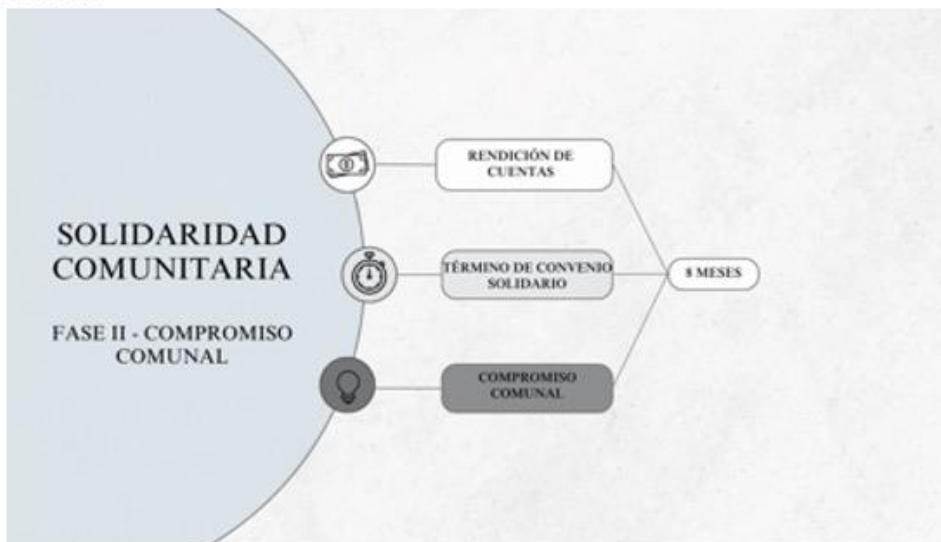 SOLIDARIDAD
COMUNITARIA
FASE II - COMPROMISO
COMUNAL
RENDICIÓN DE
CUENTAS
TÉRMINO DE CONVENIO
SOLIDARIO
COMPROMISO
COMUNAL
8 MESES